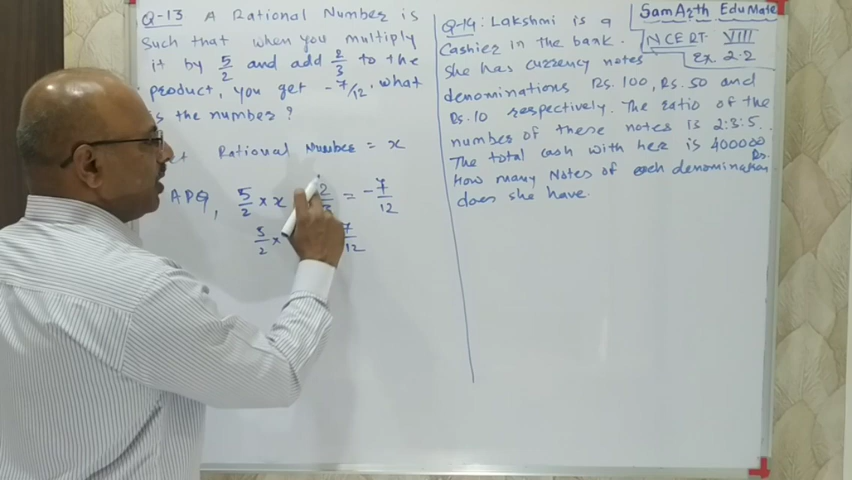 Q-13 A Rational Number is
Such that when you multiply
it by 5/2 and add 2/3 to the
product, you get -7/12. what
is the number?
Rational Number = x
APQ, 5/2 × x 2/3 = -7/12
5/2 × 7/12
Q-14: Lakshmi is a
Cashier in the bank.
She has currency notes
denominations Rs. 100, Rs. 50 and
Rs. 10 respectively. The ratio of the
number of these notes is 2:3:5.
The total cash with her is 400000 Rs.
How many Notes of each denomination
does she have.
SamArth EduMate
NCERT VIII
Ex 2.2